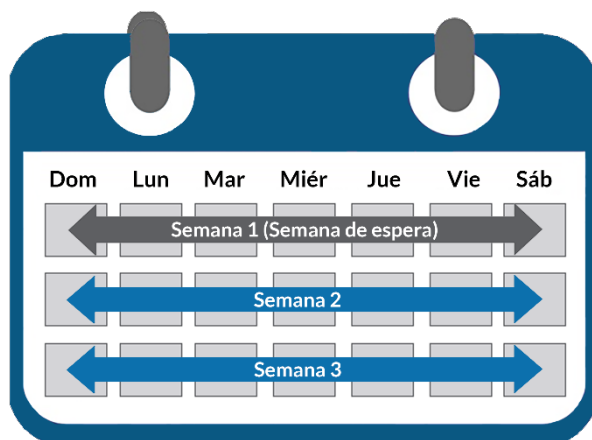 Dom Lun Mar Miér Jue Vie Sáb
Semana 1 (Semana de espera)
Semana 2
Semana 3